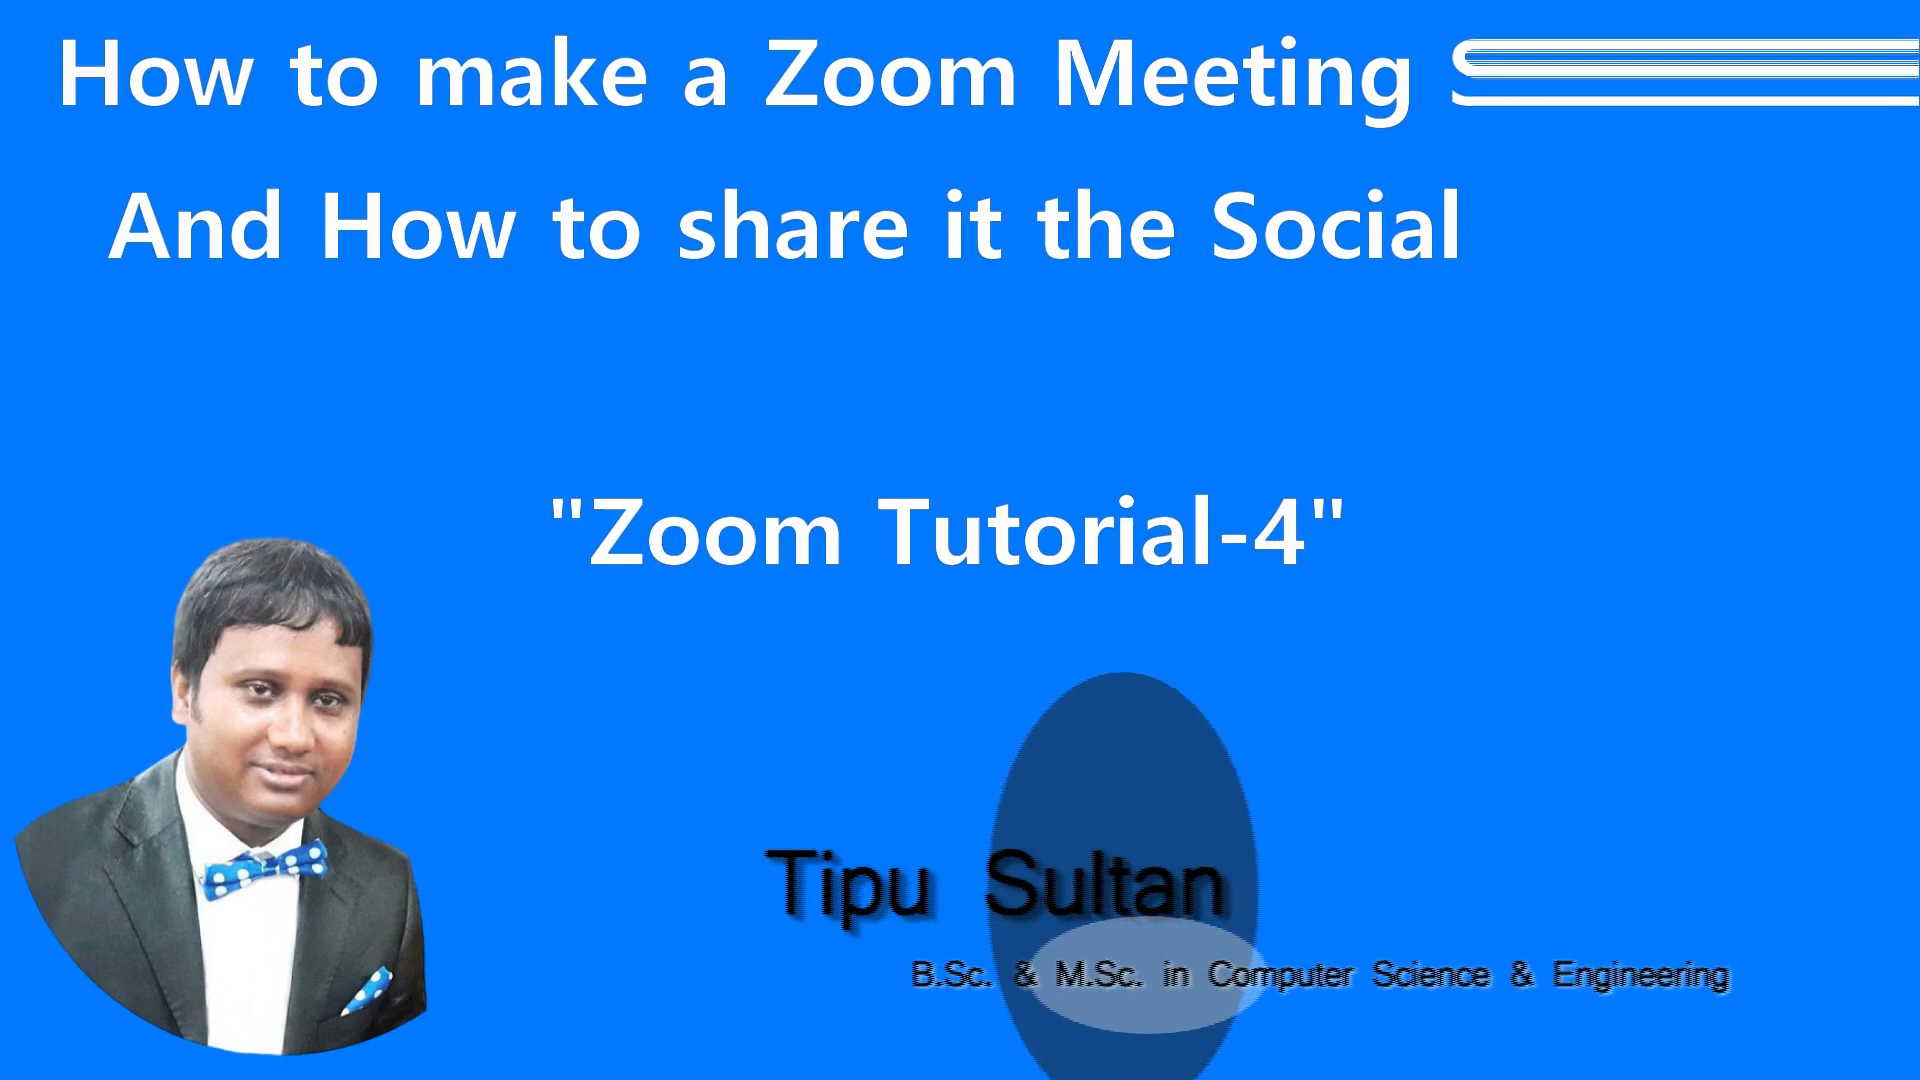 How to make a Zoom Meeting
And How to share it the Social
"Zoom Tutorial-4"
Tipu Sultan
B.Sc. & M.Sc. in Computer Science & Engineering